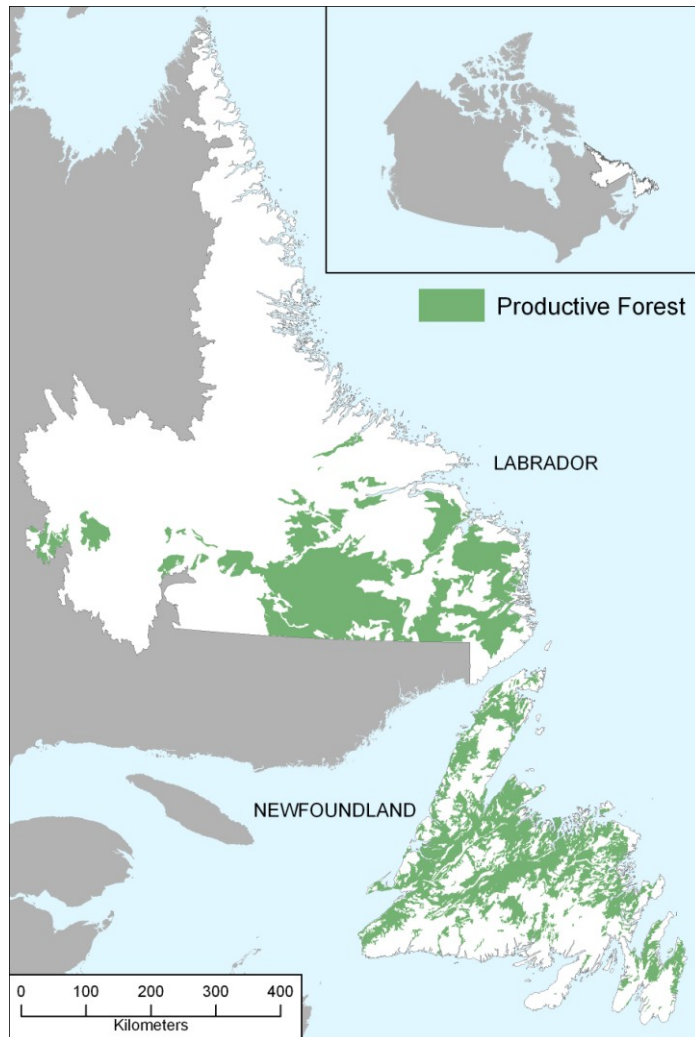 Productive Forest
LABRADOR
NEWFOUNDLAND
0 100 200 300 400
Kilometers